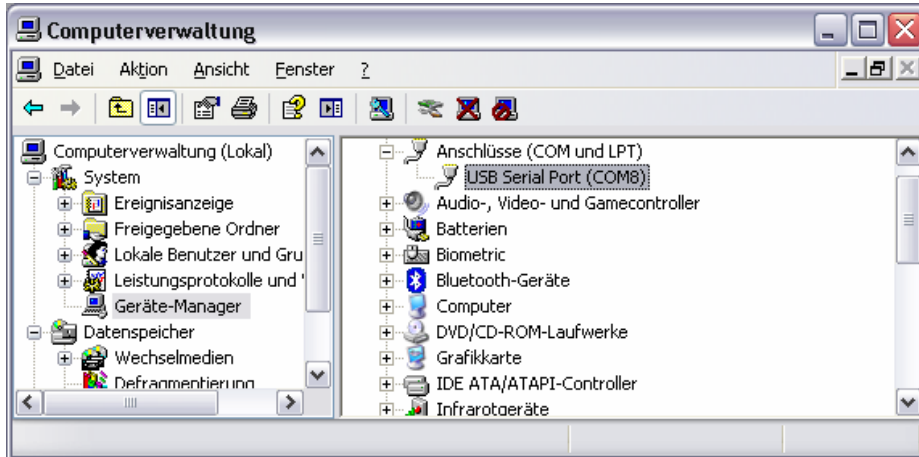 Computerverwaltung
Datei Aktion Ansicht Fenster ?
Computerverwaltung (Lokal)
System
Ereignisanzeige
Freigegebene Ordner
Lokale Benutzer und Gru
Leistungsprotokolle und '
Geräte-Manager
Datenspeicher
Wechselmedien
Defragmentierung
Anschlüsse (COM und LPT)
USB Serial Port (COM8)
Audio-, Video- und Gamecontroller
Batterien
Biometric
Bluetooth-Geräte
Computer
DVD/CD-ROM-Laufwerke
Grafikkarte
IDE ATA/ATAPI-Controller
Infrarotgeräte